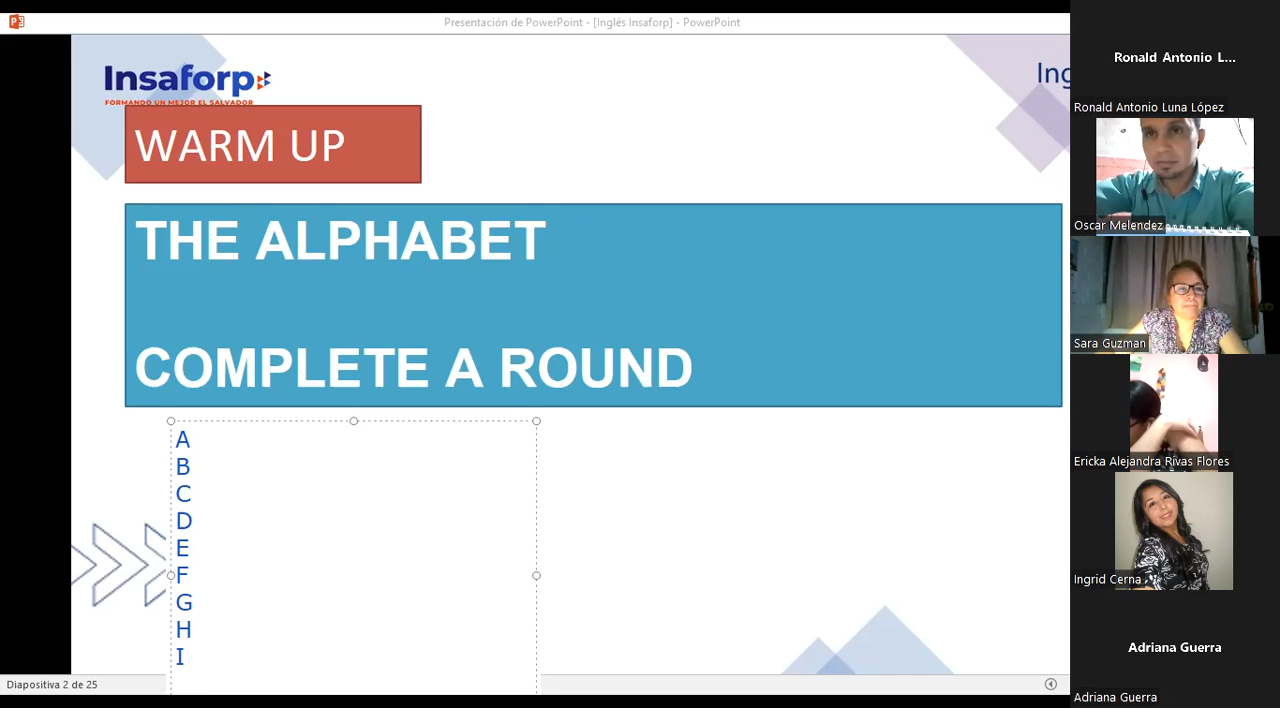 Presentación de PowerPoint - [Inglés Insaforp] - PowerPoint
Insaforp
FORMANDO UN MEJOR EL SALVADOR
Ing
WARM UP
THE ALPHABET
COMPLETE A ROUND
A
B
C
D
E
F
G
H
I
Diapositiva 2 de 25
Ronald Antonio L...
Ronald Antonio Luna López
Oscar Melendez
Sara Guzman
Ericka Alejandra Rivas Flores
Ingrid Cerna
Adriana Guerra
Adriana Guerra